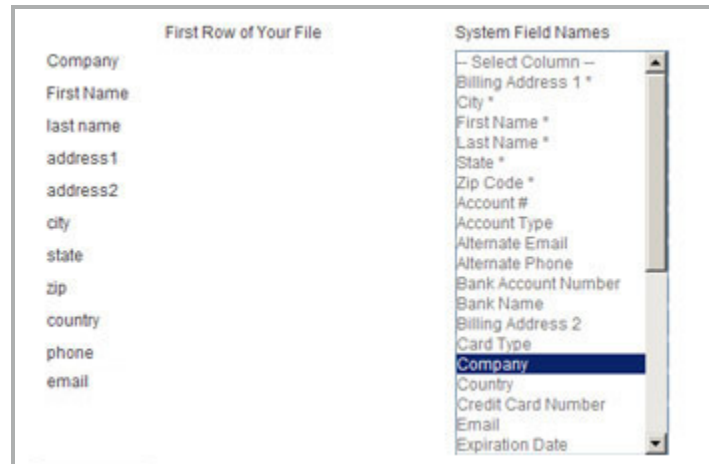 First Row of Your File
System Field Names
Company
First Name
last name
address1
address2
city
state
zip
country
phone
email
-- Select Column --
Billing Address 1 *
City *
First Name *
Last Name *
State *
Zip Code *
Account #
Account Type
Alternate Email
Alternate Phone
Bank Account Number
Bank Name
Billing Address 2
Card Type
Company
Country
Credit Card Number
Email
Expiration Date